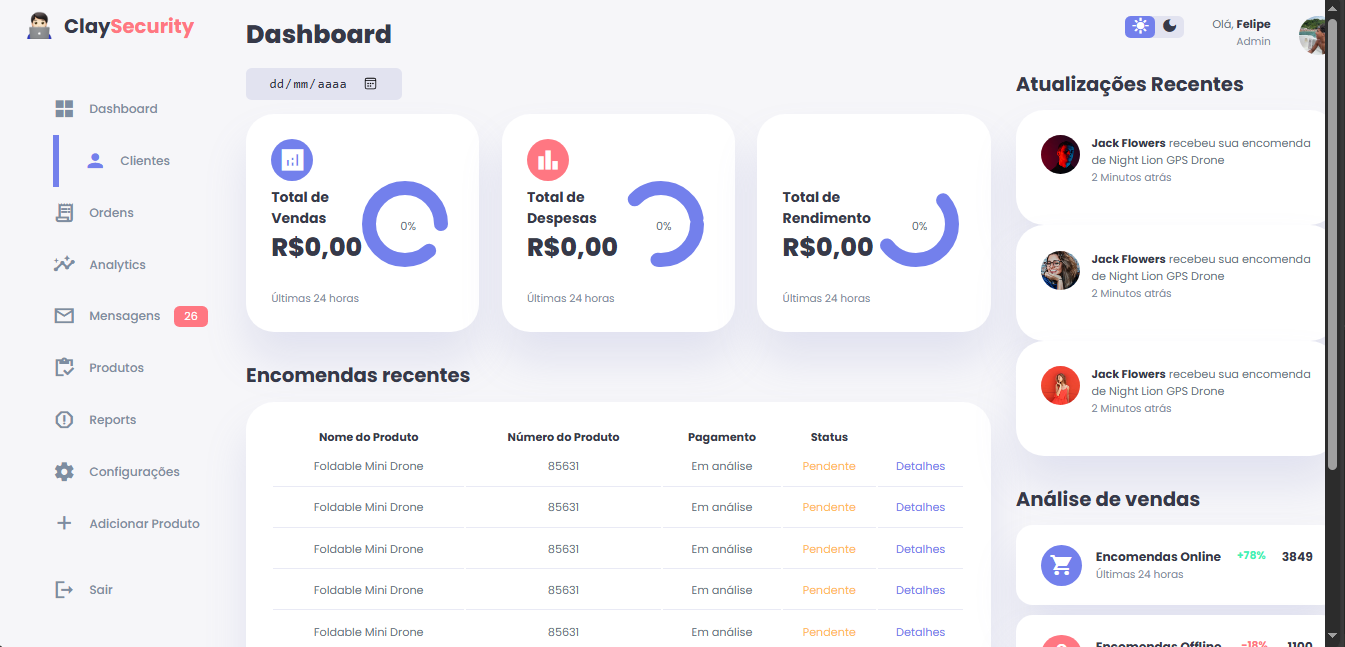 ClaySecurity
Dashboard
Clientes
Ordens
Analytics
Mensagens 26
Produtos
Reports
Configurações
Adicionar Produto
Sair
Dashboard
dd/mm/aaaa
Total de
Vendas
R$0,00
0%
Últimas 24 horas
Total de
Despesas
R$0,00
0%
Últimas 24 horas
Total de
Rendimento
R$0,00
0%
Últimas 24 horas
Encomendas recentes
Nome do Produto Número do Produto Pagamento Status
Foldable Mini Drone 85631 Em análise Pendente Detalhes
Foldable Mini Drone 85631 Em análise Pendente Detalhes
Foldable Mini Drone 85631 Em análise Pendente Detalhes
Foldable Mini Drone 85631 Em análise Pendente Detalhes
Foldable Mini Drone 85631 Em análise Pendente Detalhes
Olá, Felipe
Admin
Atualizações Recentes
Jack Flowers recebeu sua encomenda
de Night Lion GPS Drone
2 Minutos atrás
Jack Flowers recebeu sua encomenda
de Night Lion GPS Drone
2 Minutos atrás
Jack Flowers recebeu sua encomenda
de Night Lion GPS Drone
2 Minutos atrás
Análise de vendas
Encomendas Online +78% 3849
Últimas 24 horas
Encomendas Offline -18% 1100